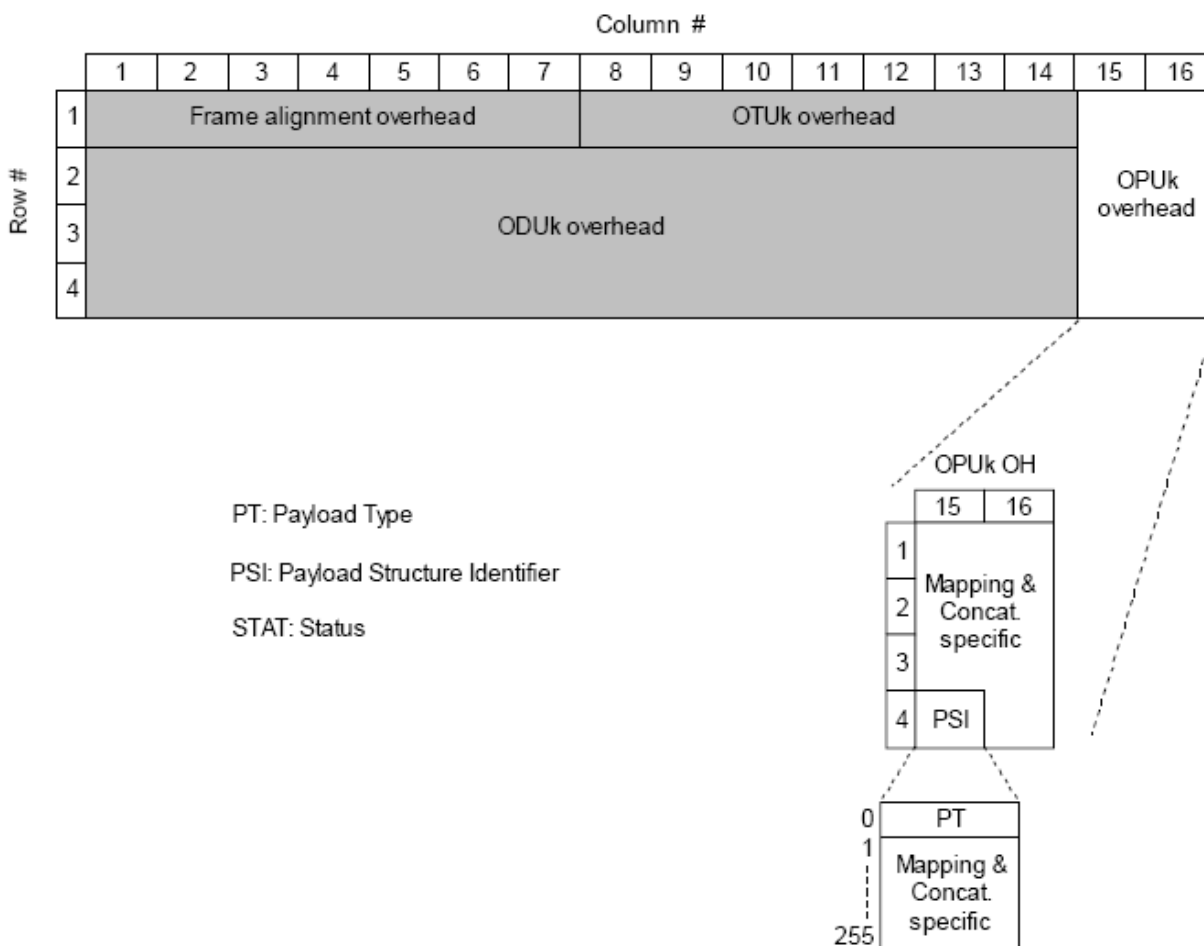 Column #
1 2 3 4 5 6 7 8 9 10 11 12 13 14 15 16
Row #
1
Frame alignment overhead
OTUk overhead
2
3
4
ODUk overhead
OPUk
overhead
PT: Payload Type
PSI: Payload Structure Identifier
STAT: Status
OPUk OH
15 16
1
2
3
4
Mapping &
Concat.
specific
PSI
0
PT
1
255
Mapping &
Concat.
specific